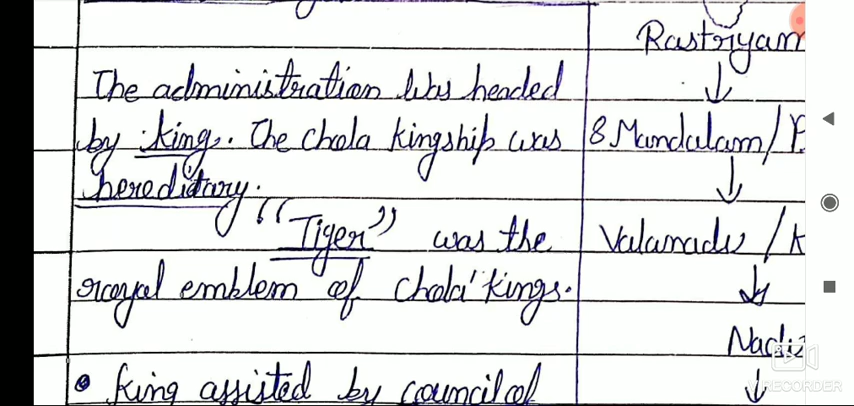 Rastriyam
The administration was headed
by king. The chola kingship was
hereditary.
"Tiger" was the
royal emblem of Chola' kings.
• king assisted by council of
↓
8 Mandalam /
↓
Valanadu / K
↓
Nadu
↓
RECORDER